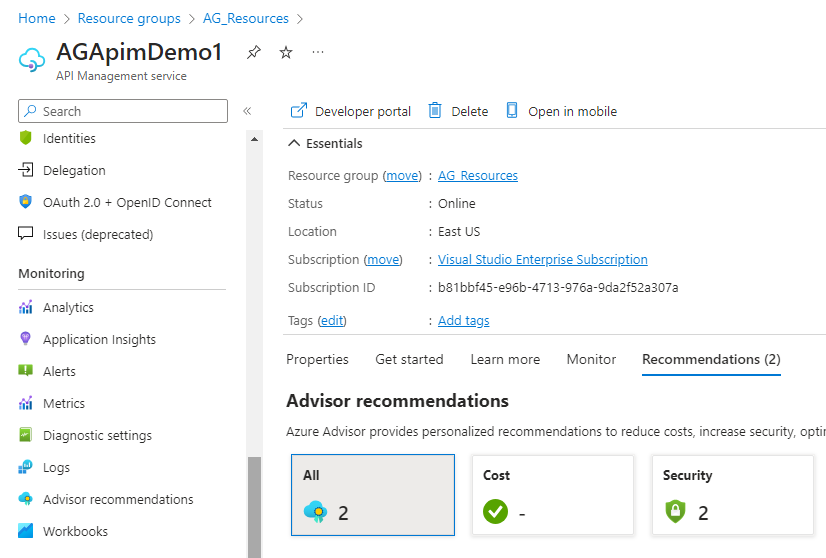 Home > Resource groups > AG_Resources >
AGApimDemo1
API Management service
Search
Identities
Delegation
OAuth 2.0 + OpenID Connect
Issues (deprecated)
Monitoring
Analytics
Application Insights
Alerts
Metrics
Diagnostic settings
Logs
Advisor recommendations
Workbooks
Developer portal Delete Open in mobile
Essentials
Resource group (move) : AG_Resources
Status : Online
Location : East US
Subscription (move) : Visual Studio Enterprise Subscription
Subscription ID : b81bbf45-e96b-4713-976a-9da2f52a307a
Tags (edit) : Add tags
Properties Get started Learn more Monitor Recommendations (2)
Advisor recommendations
Azure Advisor provides personalized recommendations to reduce costs, increase security, opti
All Cost Security
2 - 2